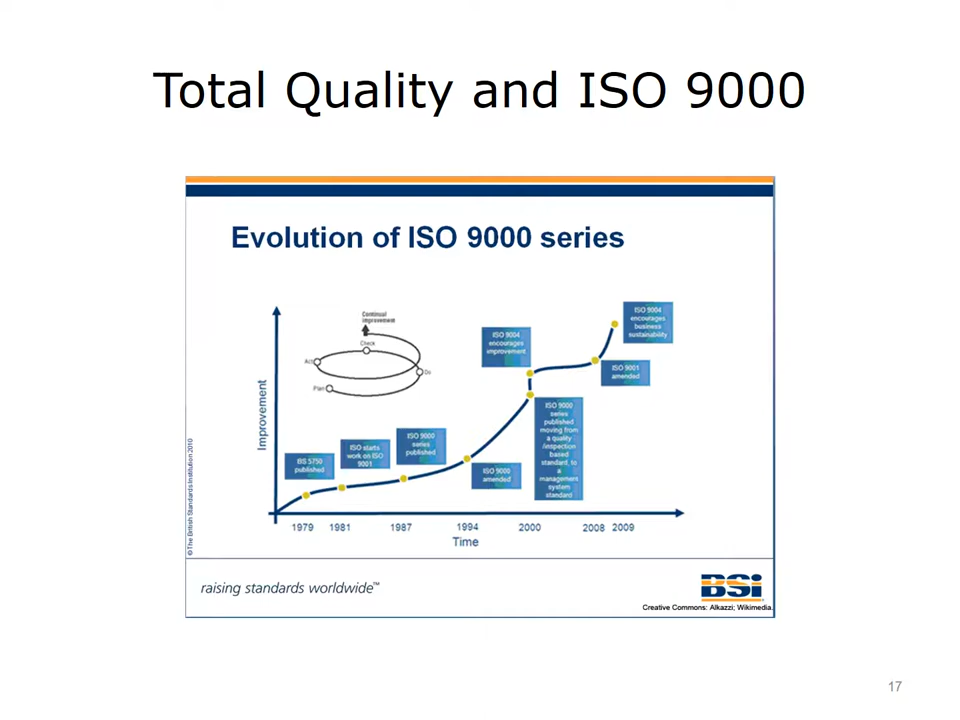 Total Quality and ISO 9000
Evolution of ISO 9000 series
Continual
improvement
Check
Act
Do
Plan
Improvement
BS 5750
published
ISO starts
work on ISO
9001
ISO 9000
series
published
ISO 9000
amended
ISO 9004
encourages
improvement
ISO 9000
series
published
moving from
a quality
/inspection
based
standard, to
a
management
system
standard
ISO 9001
amended
ISO 9004
encourages
business
sustainability
1979 1981 1987 1994 2000 2008 2009
Time
© The British Standards Institution 2010
raising standards worldwide™
BSi
Creative Commons: Alkazzi; Wikimedia.
17